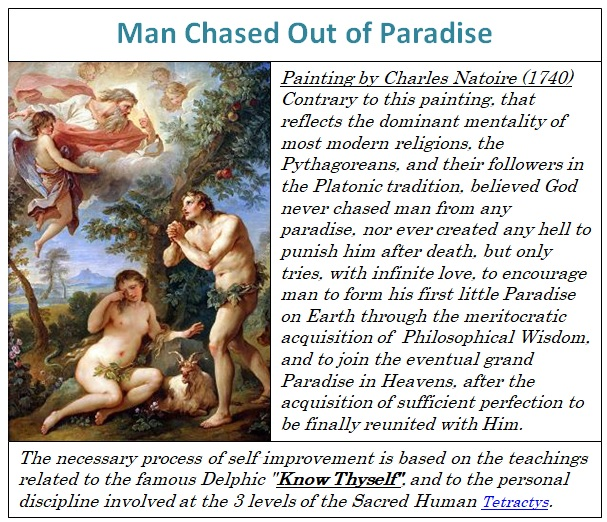 Man Chased Out of Paradise
Painting by Charles Natoire (1740)
Contrary to this painting, that
reflects the dominant mentality of
most modern religions, the
Pythagoreans, and their followers in
the Platonic tradition, believed God
never chased man from any
paradise, nor ever created any hell to
punish him after death, but only
tries, with infinite love, to encourage
man to form his first little Paradise
on Earth through the meritocratic
acquisition of Philosophical Wisdom,
and to join the eventual grand
Paradise in Heavens, after the
acquisition of sufficient perfection to
be finally reunited with Him.
The necessary process of self improvement is based on the teachings
related to the famous Delphic "Know Thyself", and to the personal
discipline involved at the 3 levels of the Sacred Human Tetractys.